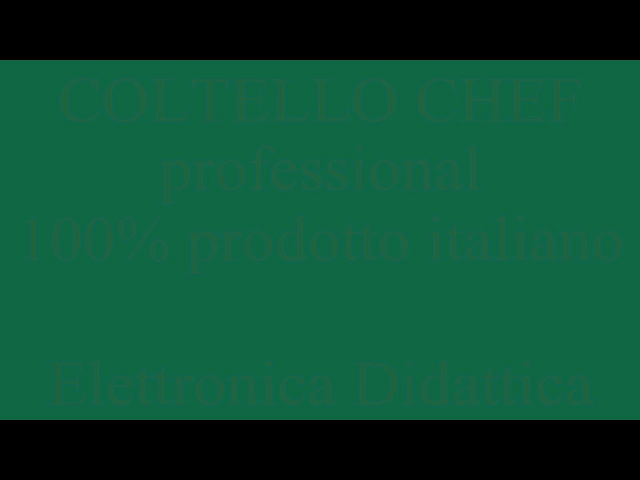 COLTELLO CHEF
professional
100% prodotto italiano
Elettronica Didattica